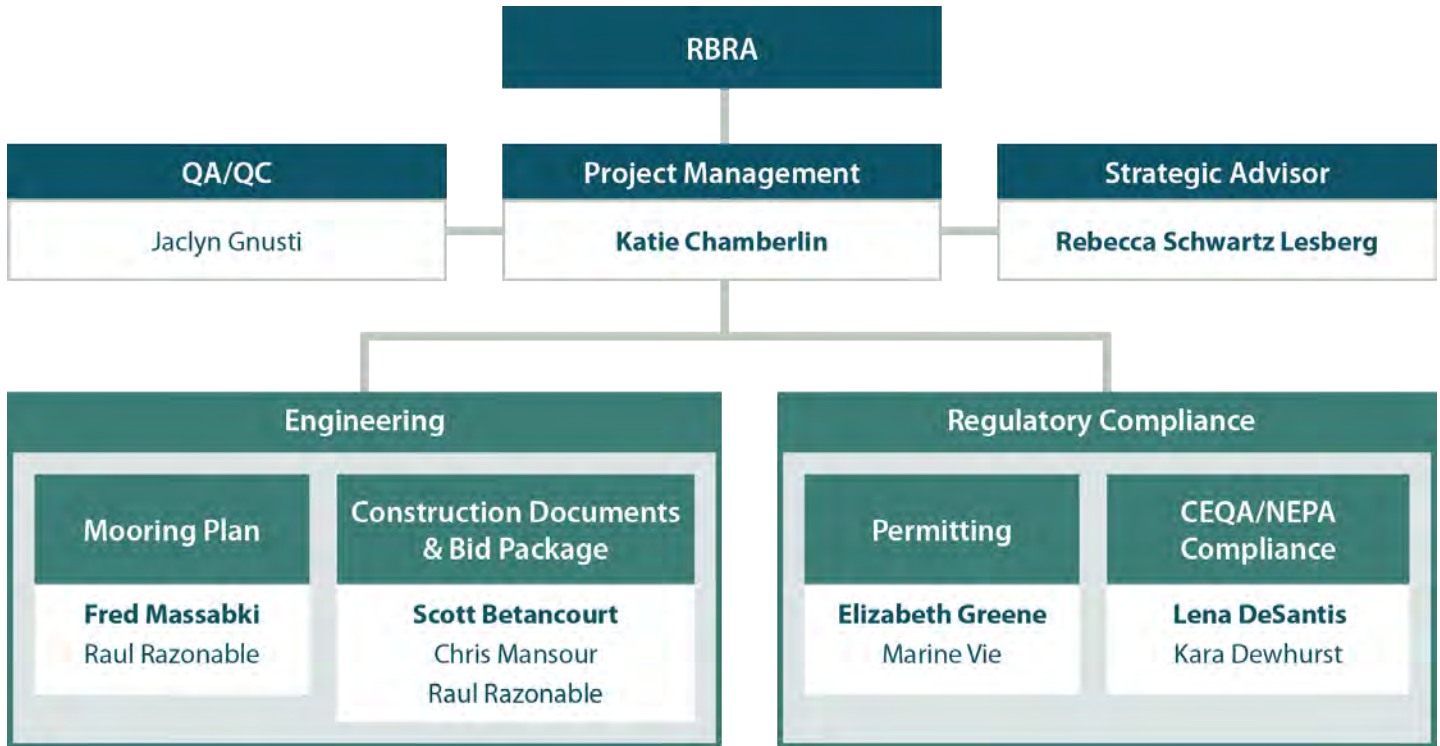 RBRA
QA/QC
Jaclyn Gnusti
Project Management
Katie Chamberlin
Strategic Advisor
Rebecca Schwartz Lesberg
Engineering
Mooring Plan
Fred Massabki
Raul Razonable
Construction Documents
& Bid Package
Scott Betancourt
Chris Mansour
Raul Razonable
Regulatory Compliance
Permitting
Elizabeth Greene
Marine Vie
CEQA/NEPA
Compliance
Lena DeSantis
Kara Dewhurst